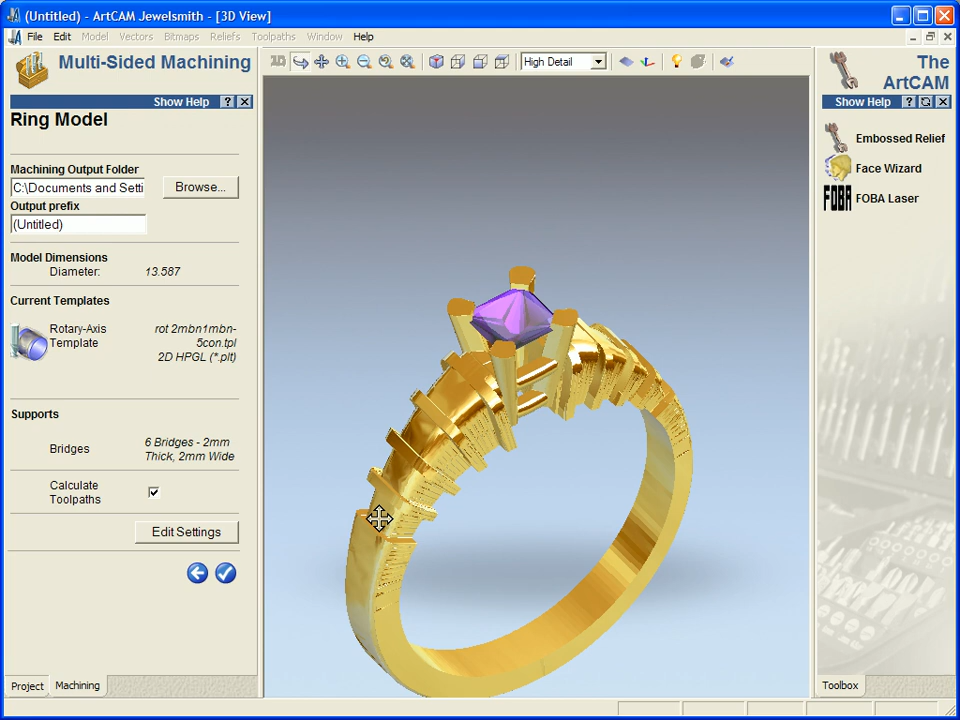 (Untitled) - ArtCAM Jewelsmith - [3D View]
File Edit Model Vectors Bitmaps Reliefs Toolpaths Window Help
Multi-Sided Machining
Show Help ? X
Ring Model
Machining Output Folder
C:\Documents and Setti Browse...
Output prefix
(Untitled)
Model Dimensions
Diameter: 13.587
Current Templates
Rotary-Axis
Template
rot 2mbn1mbn-
5con.tpl
2D HPGL (*.plt)
Supports
Bridges
6 Bridges - 2mm
Thick, 2mm Wide
Calculate
Toolpaths
Edit Settings
Project Machining
2D High Detail
The
ArtCAM
Show Help ?
Embossed Relief
Face Wizard
FOBA FOBA Laser
Toolbox